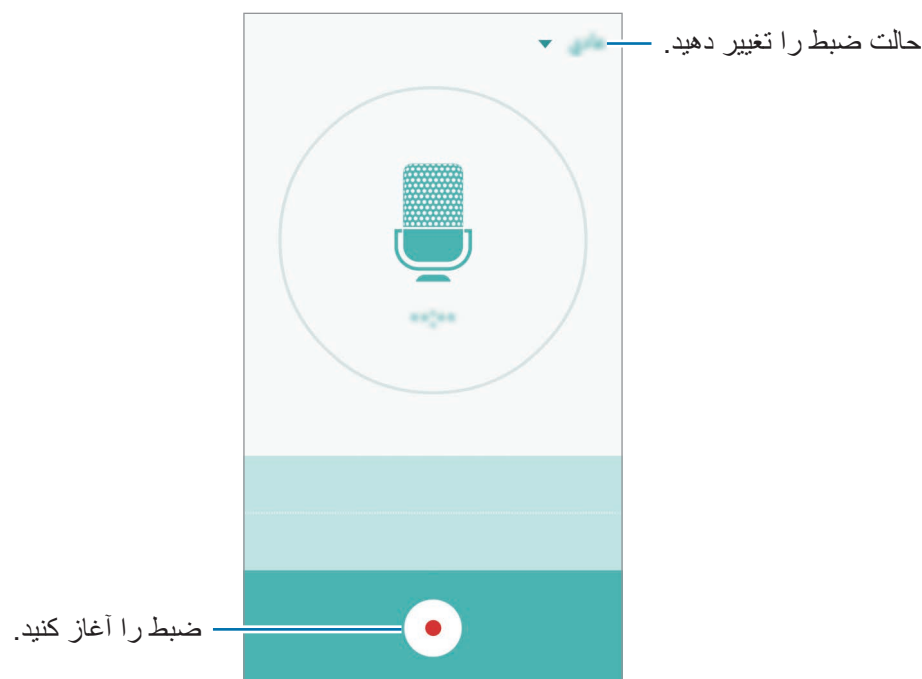 حالت ضبط را تغییر دهید.
ضبط را آغاز کنید.